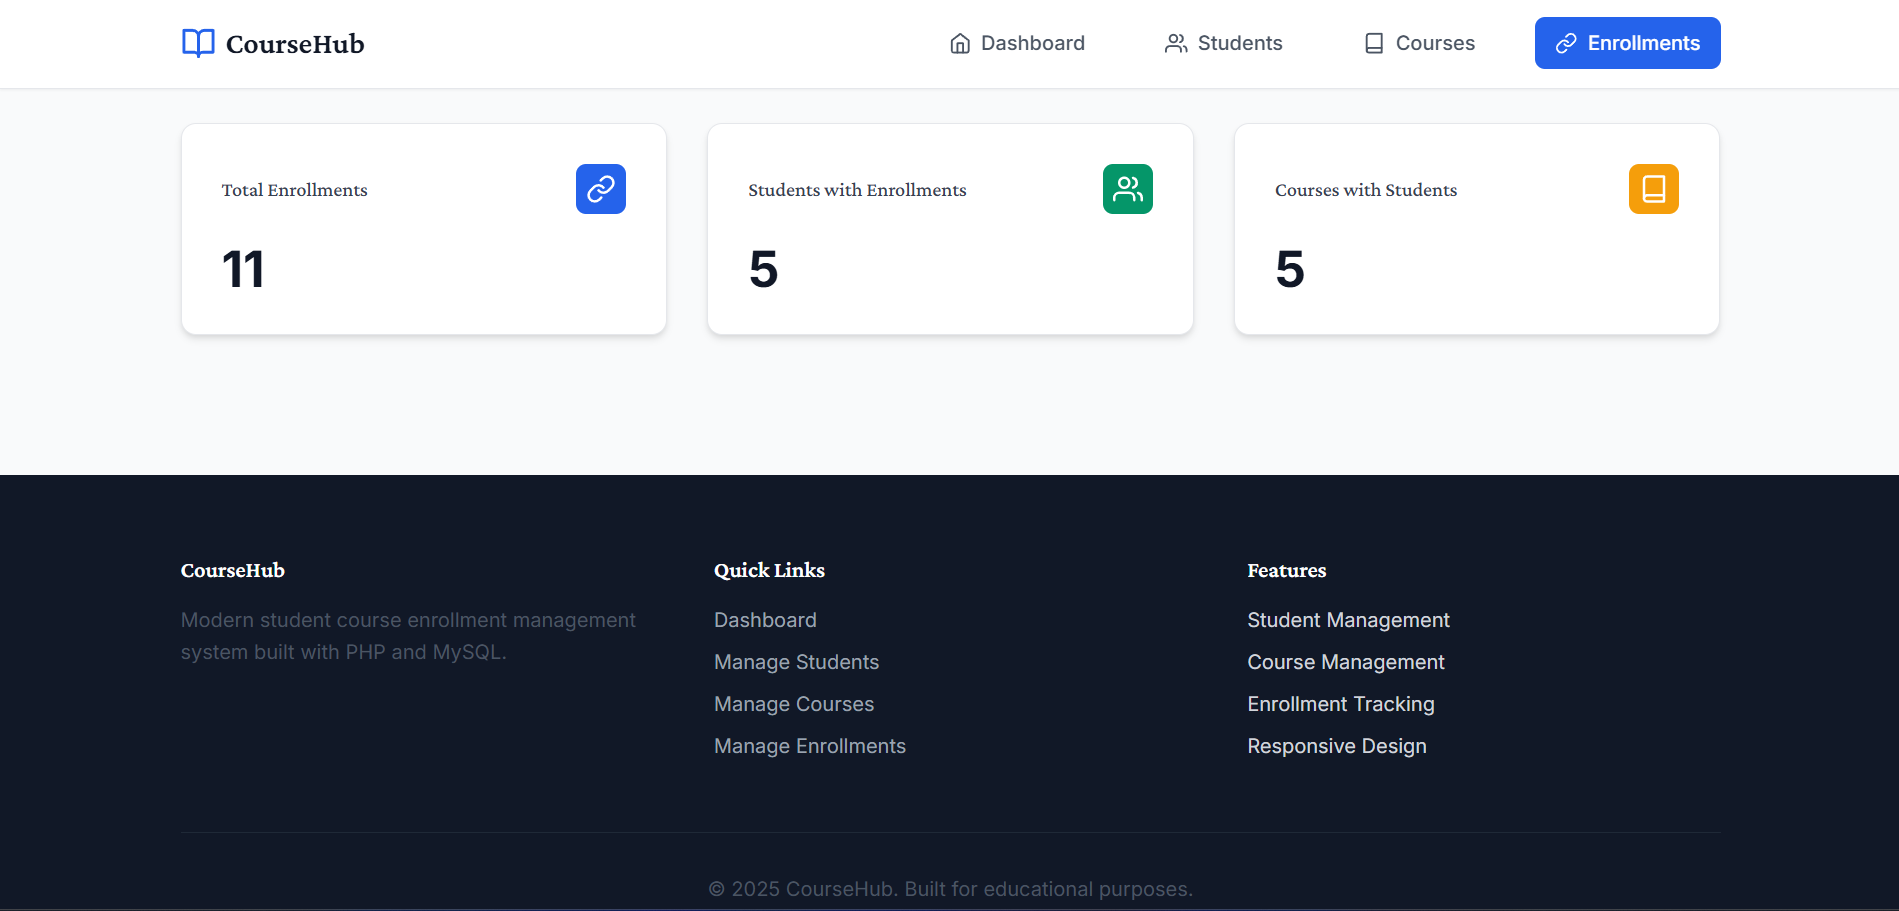 CourseHub
Dashboard
Students
Courses
Enrollments
Total Enrollments
11
Students with Enrollments
5
Courses with Students
5
CourseHub
Modern student course enrollment management
system built with PHP and MySQL.
Quick Links
Dashboard
Manage Students
Manage Courses
Manage Enrollments
Features
Student Management
Course Management
Enrollment Tracking
Responsive Design
© 2025 CourseHub. Built for educational purposes.